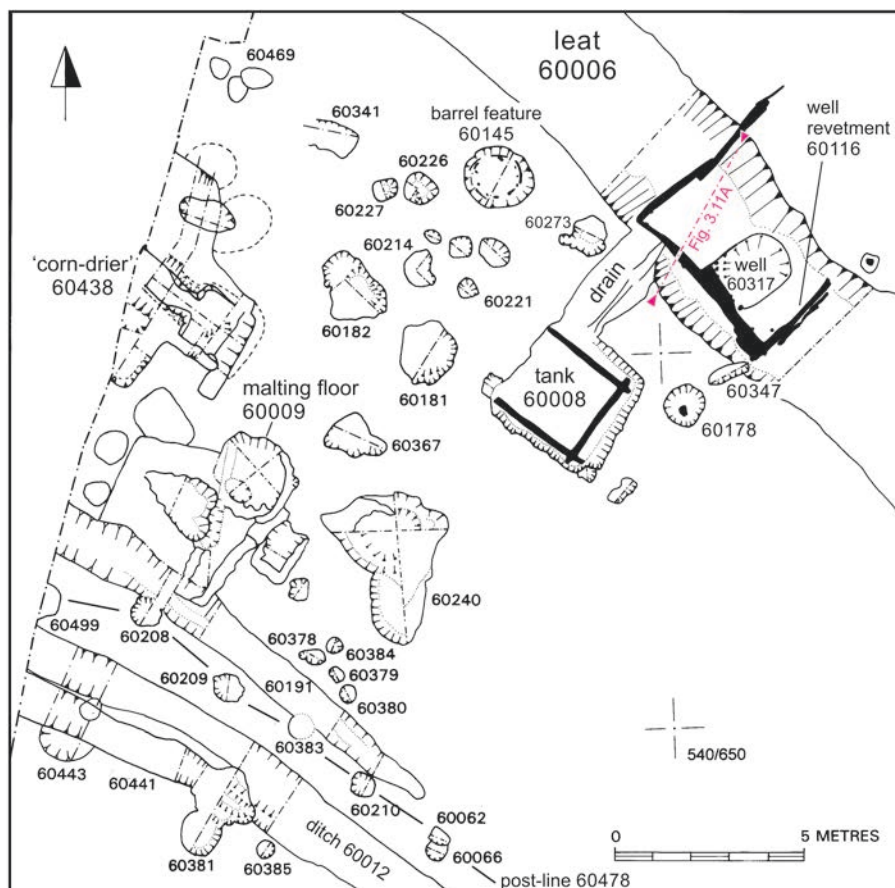 60469
leat
60006
60341
barrel feature
60145
well
revetment
60116
60226
60227
Fig. 3.11A
60273
60214
'corn-drier'
60438
drain
well
60317
60221
60182
malting floor
60009
60181
tank
60008
60347
60178
60367
60240
60499
60208
60378
60384
60379
60209
60191
60380
60383
540/650
60443
60441
60210
60062
60066
0
5 METRES
60381
60385
ditch 60012
post-line 60478